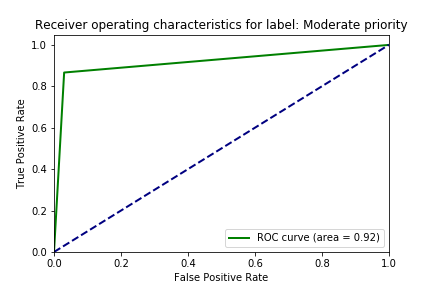 Receiver operating characteristics for label: Moderate priority
1.0
0.8
0.6
0.4
0.2
0.0
True Positive Rate
ROC curve (area = 0.92)
0.0 0.2 0.4 0.6 0.8 1.0
False Positive Rate